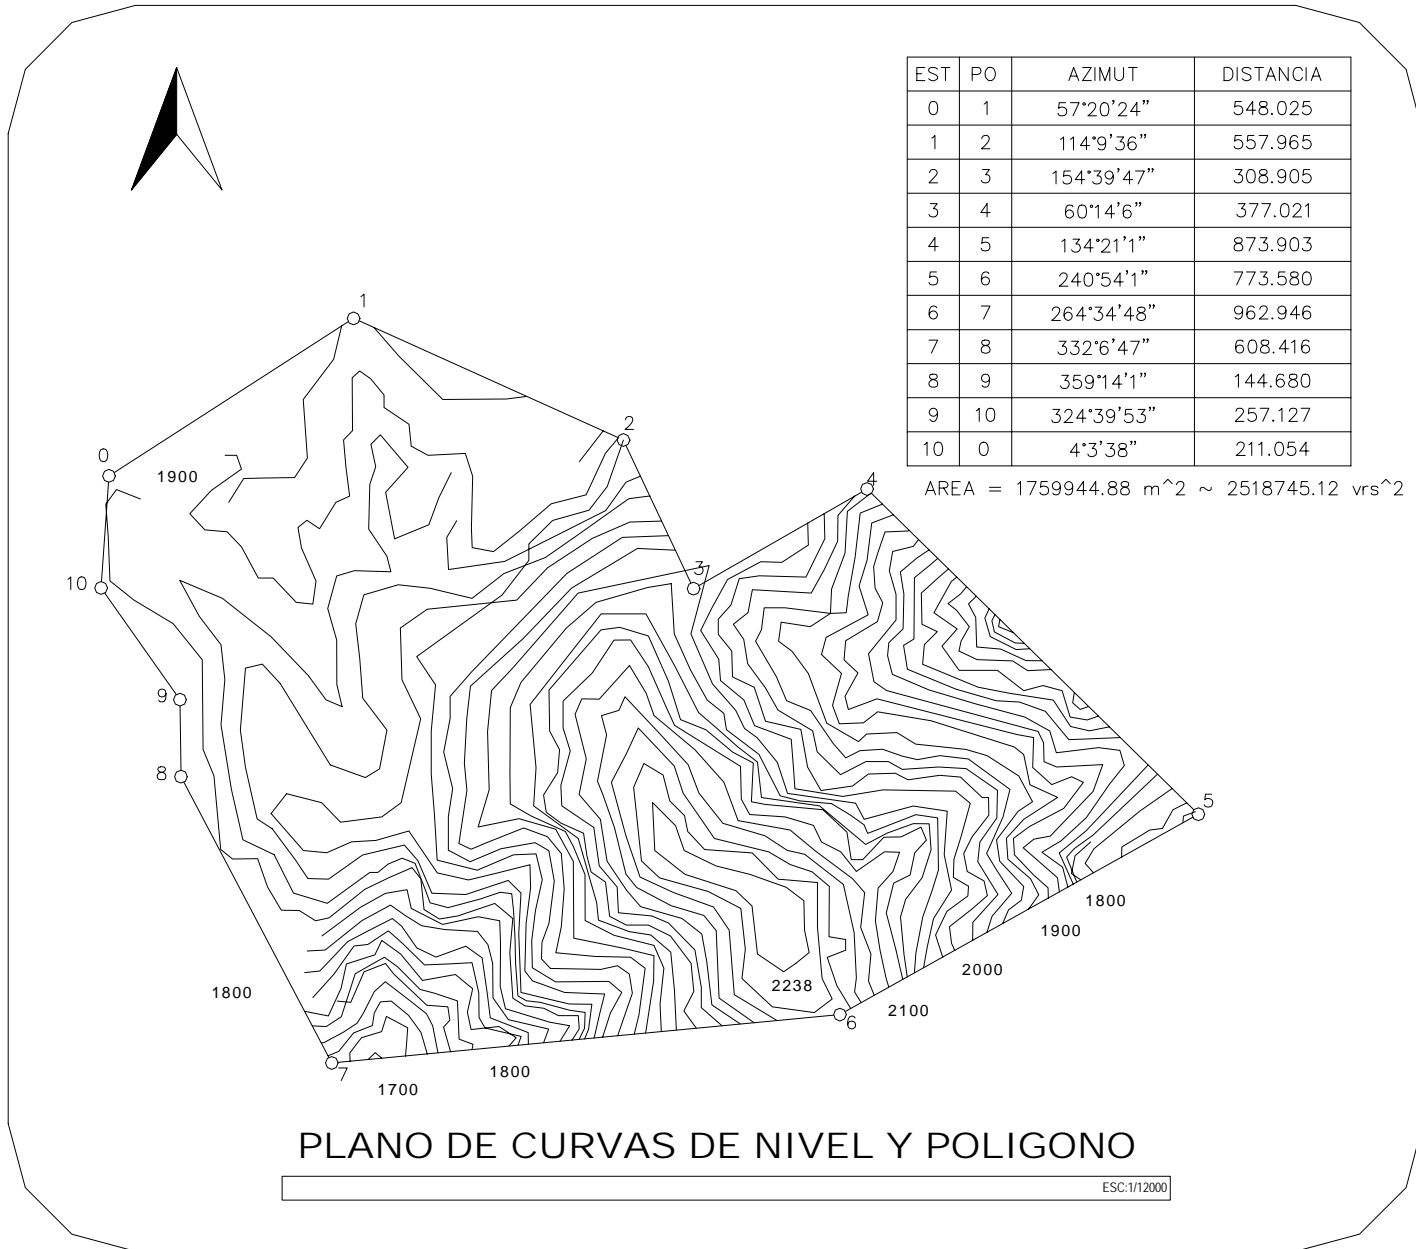 EST PO AZIMUT DISTANCIA
0 1 57°20'24" 548.025
1 2 114°9'36" 557.965
2 3 154°39'47" 308.905
3 4 60°14'6" 377.021
4 5 134°21'1" 873.903
5 6 240°54'1" 773.580
6 7 264°34'48" 962.946
7 8 332°6'47" 608.416
8 9 359°14'1" 144.680
9 10 324°39'53" 257.127
10 0 4°3'38" 211.054
AREA = 1759944.88 m^2 ~ 2518745.12 vrs^2
1
2
0
1900
4
3
10
9
8
5
1800
1900
2000
2238
1800
2100
6
7
1800
1700
PLANO DE CURVAS DE NIVEL Y POLIGONO
ESC:1/12000